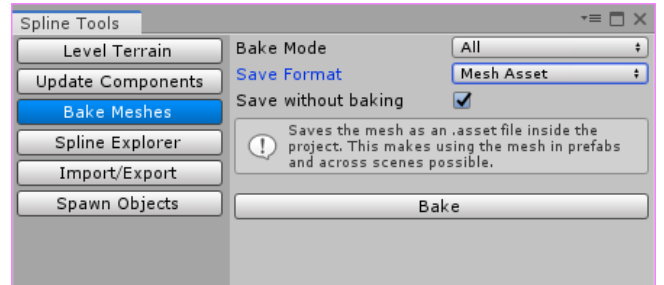 Spline Tools
Level Terrain
Update Components
Bake Meshes
Spline Explorer
Import/Export
Spawn Objects
Bake Mode All
Save Format Mesh Asset
Save without baking
Saves the mesh as an .asset file inside the
project. This makes using the mesh in prefabs
and across scenes possible.
Bake